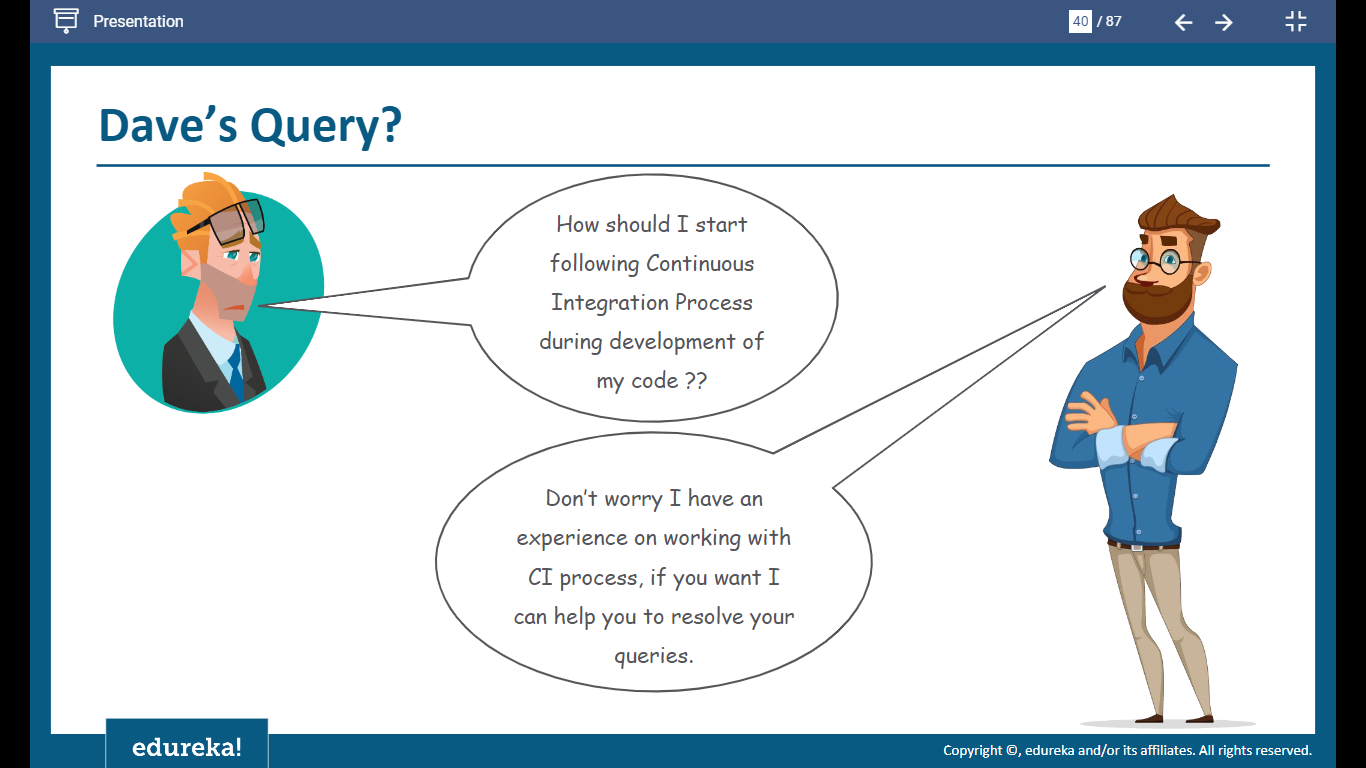 Presentation
40 / 87
Dave’s Query?
How should I start
following Continuous
Integration Process
during development of
my code ??
Don’t worry I have an
experience on working with
CI process, if you want I
can help you to resolve your
queries.
edureka!
Copyright ©, edureka and/or its affiliates. All rights reserved.